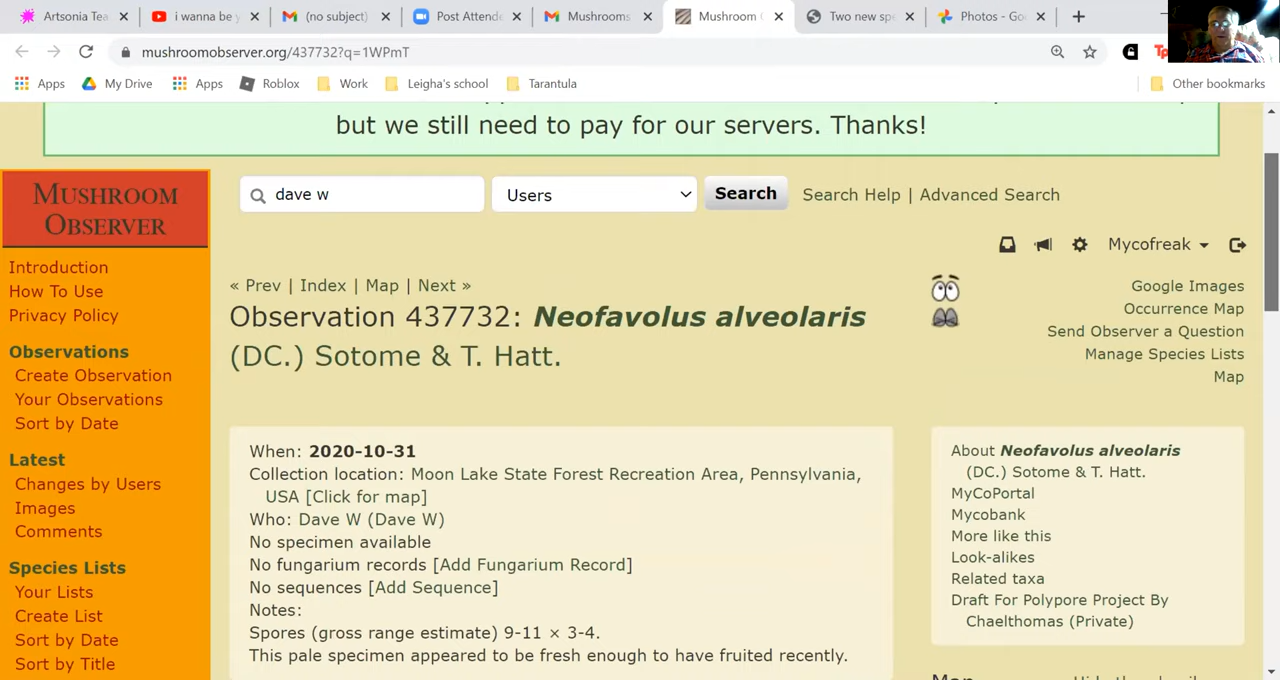 Artsonia Tea
i wanna be y
(no subject)
Post Attende
Mushrooms
Mushroom
Two new spe
Photos - Goo
mushroomobserver.org/437732?q=1WPmT
Apps
My Drive
Apps
Roblox
Work
Leigha's school
Tarantula
Other bookmarks
but we still need to pay for our servers. Thanks!
MUSHROOM
OBSERVER
dave w
Users
Search
Search Help | Advanced Search
Mycofreak
Introduction
How To Use
Privacy Policy
Observations
Create Observation
Your Observations
Sort by Date
Latest
Changes by Users
Images
Comments
Species Lists
Your Lists
Create List
Sort by Date
Sort by Title
« Prev | Index | Map | Next »
Observation 437732: Neofavolus alveolaris
(DC.) Sotome & T. Hatt.
Google Images
Occurrence Map
Send Observer a Question
Manage Species Lists
Map
When: 2020-10-31
Collection location: Moon Lake State Forest Recreation Area, Pennsylvania,
USA [Click for map]
Who: Dave W (Dave W)
No specimen available
No fungarium records [Add Fungarium Record]
No sequences [Add Sequence]
Notes:
Spores (gross range estimate) 9-11 × 3-4.
This pale specimen appeared to be fresh enough to have fruited recently.
About Neofavolus alveolaris
(DC.) Sotome & T. Hatt.
MyCoPortal
Mycobank
More like this
Look-alikes
Related taxa
Draft For Polypore Project By
Chaelthomas (Private)